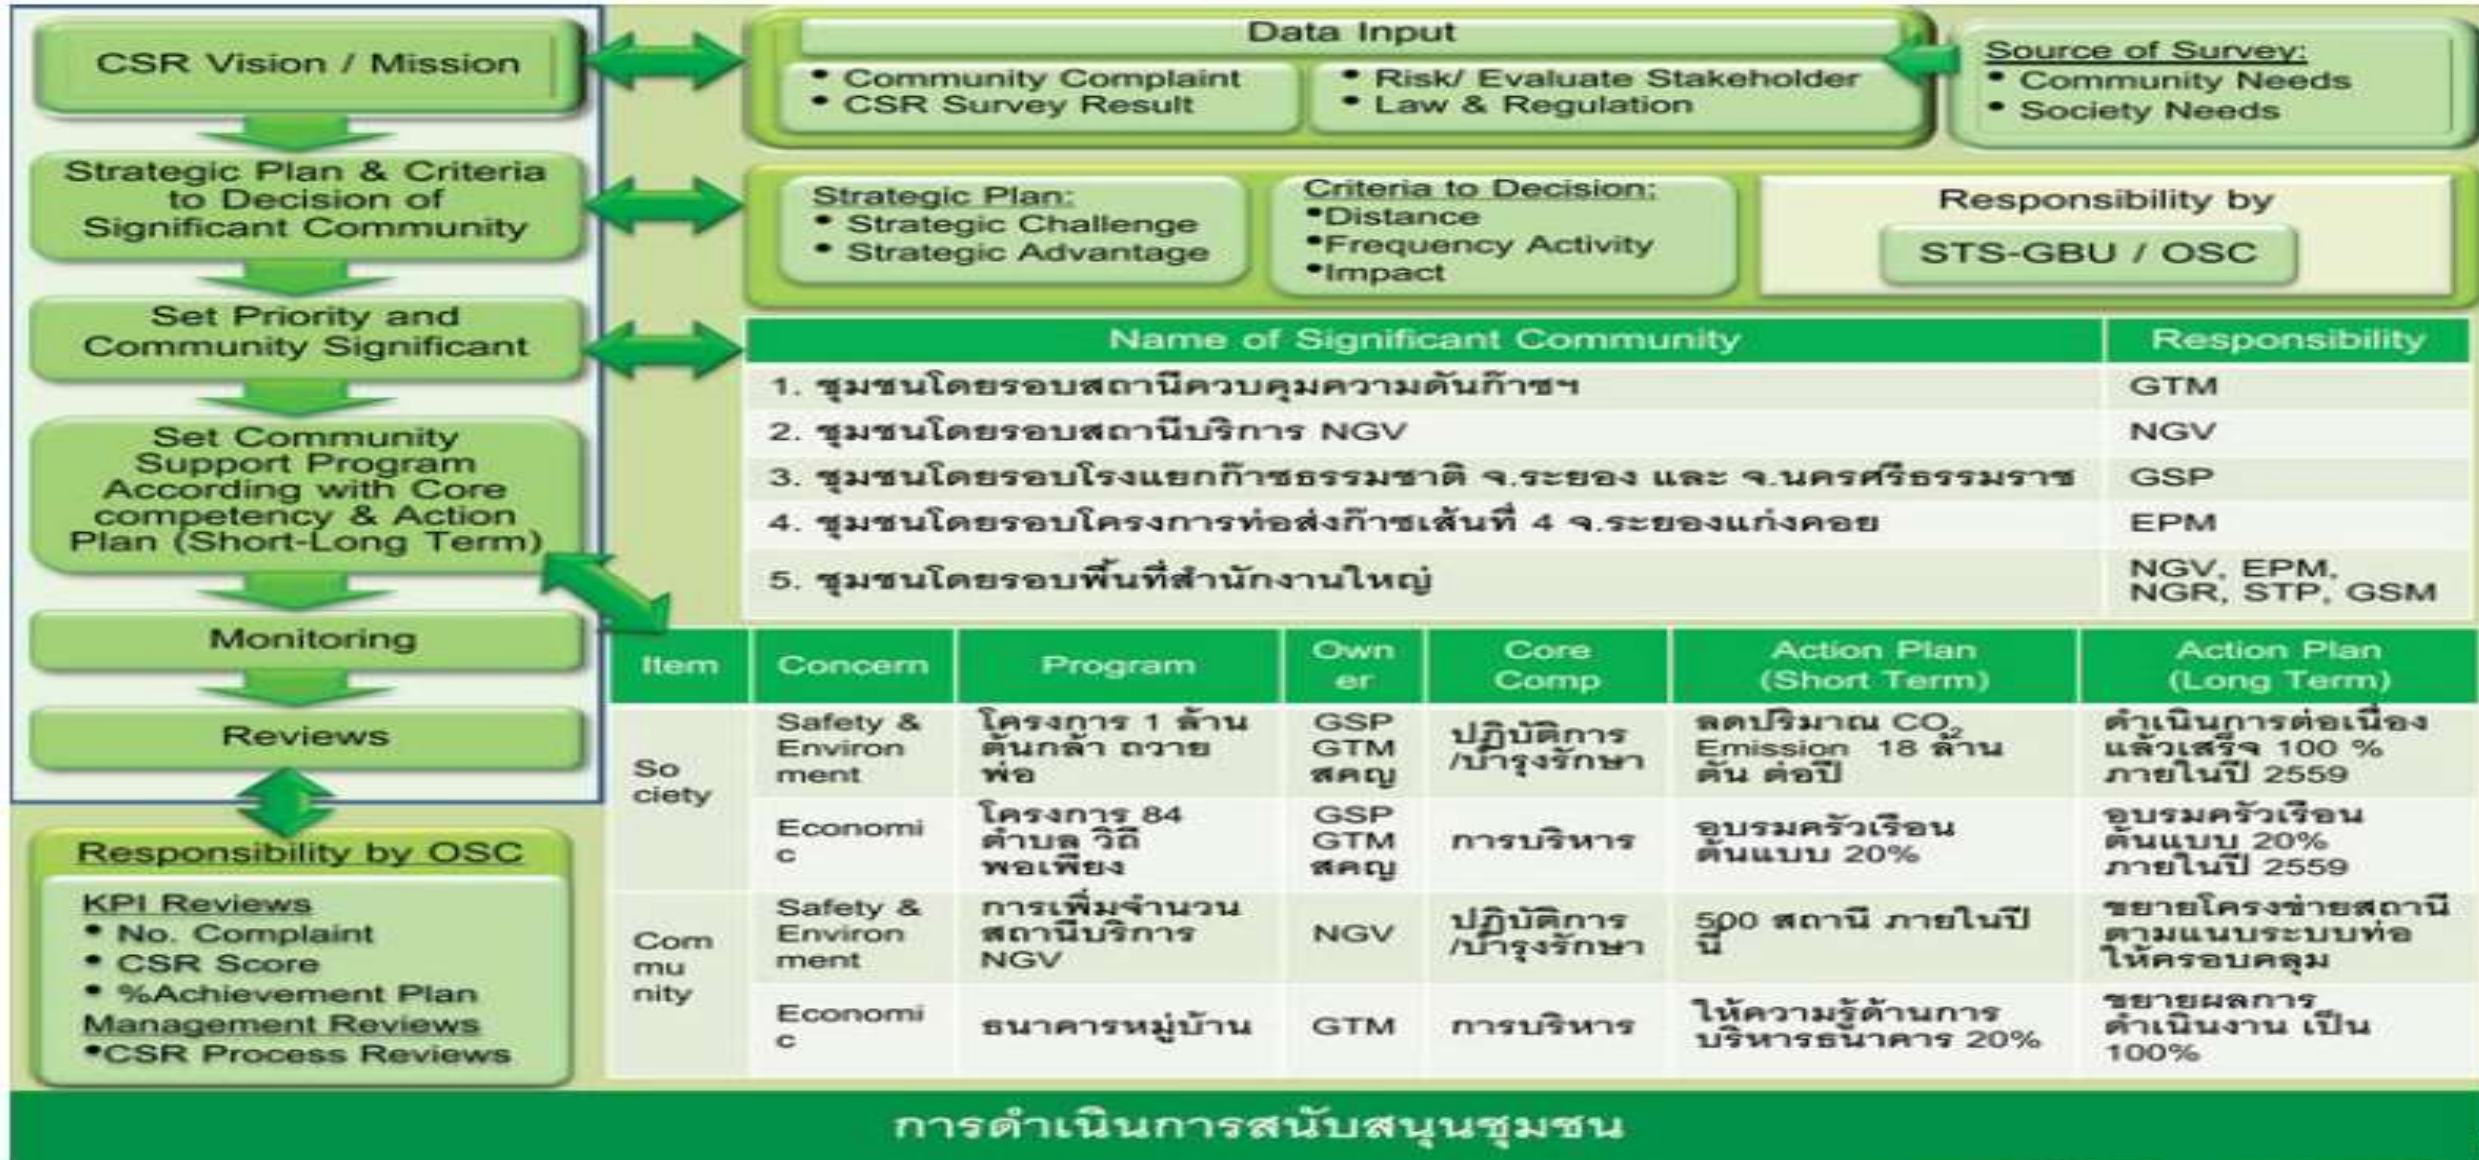 CSR Vision / Mission
Strategic Plan & Criteria
to Decision of
Significant Community
Set Priority and
Community Significant
Set Community
Support Program
According with Core
competency & Action
Plan (Short-Long Term)
Monitoring
Reviews
Responsibility by OSC
KPI Reviews
• No. Complaint
• CSR Score
• %Achievement Plan
Management Reviews
•CSR Process Reviews
Data Input
• Community Complaint
• CSR Survey Result
• Risk/ Evaluate Stakeholder
• Law & Regulation
Source of Survey:
• Community Needs
• Society Needs
Strategic Plan:
• Strategic Challenge
• Strategic Advantage
Criteria to Decision:
•Distance
•Frequency Activity
•Impact
Responsibility by
STS-GBU / OSC
Name of Significant Community Responsibility
1. ชุมชนโดยรอบสถานีควบคุมความดันก๊าซฯ GTM
2. ชุมชนโดยรอบสถานีบริการ NGV NGV
3. ชุมชนโดยรอบโรงแยกก๊าซธรรมชาติ จ.ระยอง และ จ.นครศรีธรรมราช GSP
4. ชุมชนโดยรอบโครงการท่อส่งก๊าซเส้นที่ 4 จ.ระยองแก่งคอย EPM
5. ชุมชนโดยรอบพื้นที่สำนักงานใหญ่
NGV, EPM,
NGR, STP, GSM
Item
Concern
Program
Own
er
Core
Comp
Action Plan
(Short Term)
Action Plan
(Long Term)
So
ciety
Safety &
Environ
ment
โครงการ 1 ล้าน
ต้นกล้า ถวาย
พ่อ
GSP
GTM
สคญ
ปฏิบัติการ
/บำรุงรักษา
ลดปริมาณ CO2
Emission 18 ล้าน
ตัน ต่อปี
ดำเนินการต่อเนื่อง
แล้วเสร็จ 100 %
ภายในปี 2559
Economi
c
โครงการ 84
ตำบล วิถี
พอเพียง
GSP
GTM
สคญ
การบริหาร
อบรมครัวเรือน
ต้นแบบ 20%
อบรมครัวเรือน
ต้นแบบ 20%
ภายในปี 2559
Com
mu
nity
Safety &
Environ
ment
การเพิ่มจำนวน
สถานีบริการ
NGV
NGV
ปฏิบัติการ
/บำรุงรักษา
500 สถานี ภายในปี
นี้
ขยายโครงข่ายสถานี
ตามแนบระบบท่อ
ให้ครอบคลุม
Economi
c
ธนาคารหมู่บ้าน
GTM
การบริหาร
ให้ความรู้ด้านการ
บริหารธนาคาร 20%
ขยายผลการ
ดำเนินงาน เป็น
100%
การดำเนินการสนับสนุนชุมชน